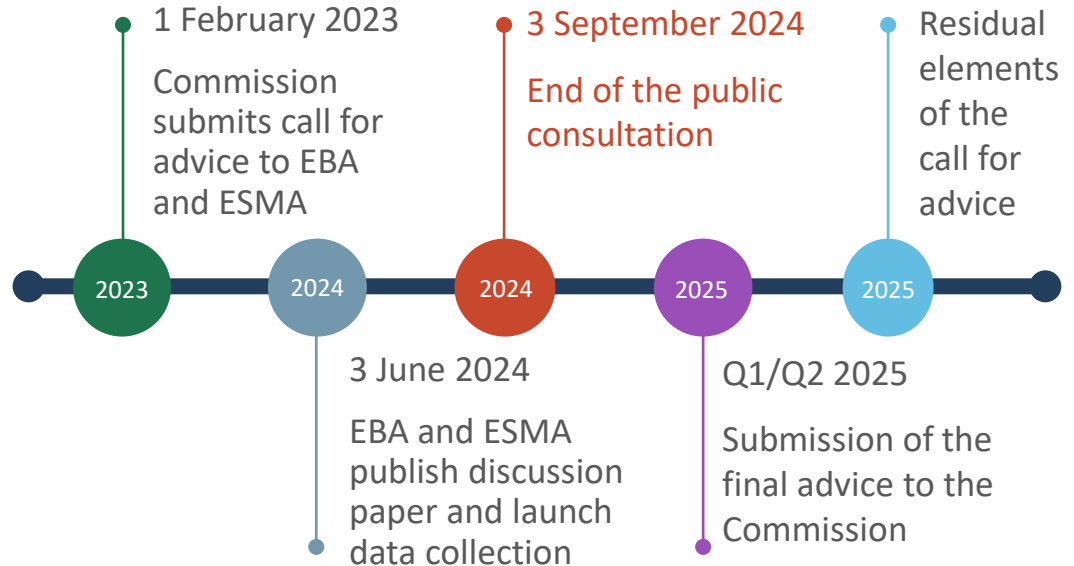 1 February 2023
Commission
submits call for
advice to EBA
and ESMA
3 September 2024
End of the public
consultation
Residual
elements
of the
call for
advice
2023
2024
2024
2025
2025
3 June 2024
EBA and ESMA
publish discussion
paper and launch
data collection
Q1/Q2 2025
Submission of the
final advice to the
Commission